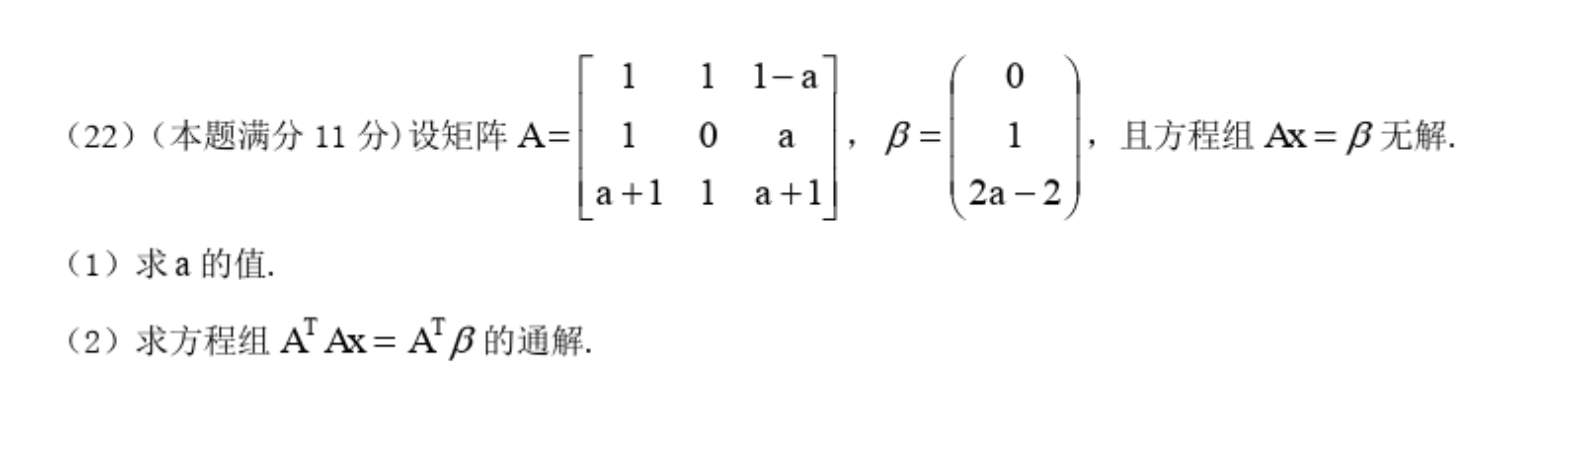 (22)(本题满分 11 分)设矩阵 A=[1 1 1−a; 1 0 a; a+1 1 a+1], β=(0; 1; 2a−2), 且方程组 Ax=β 无解.
(1) 求 a 的值.
(2) 求方程组 AᵀAx=Aᵀβ 的通解.